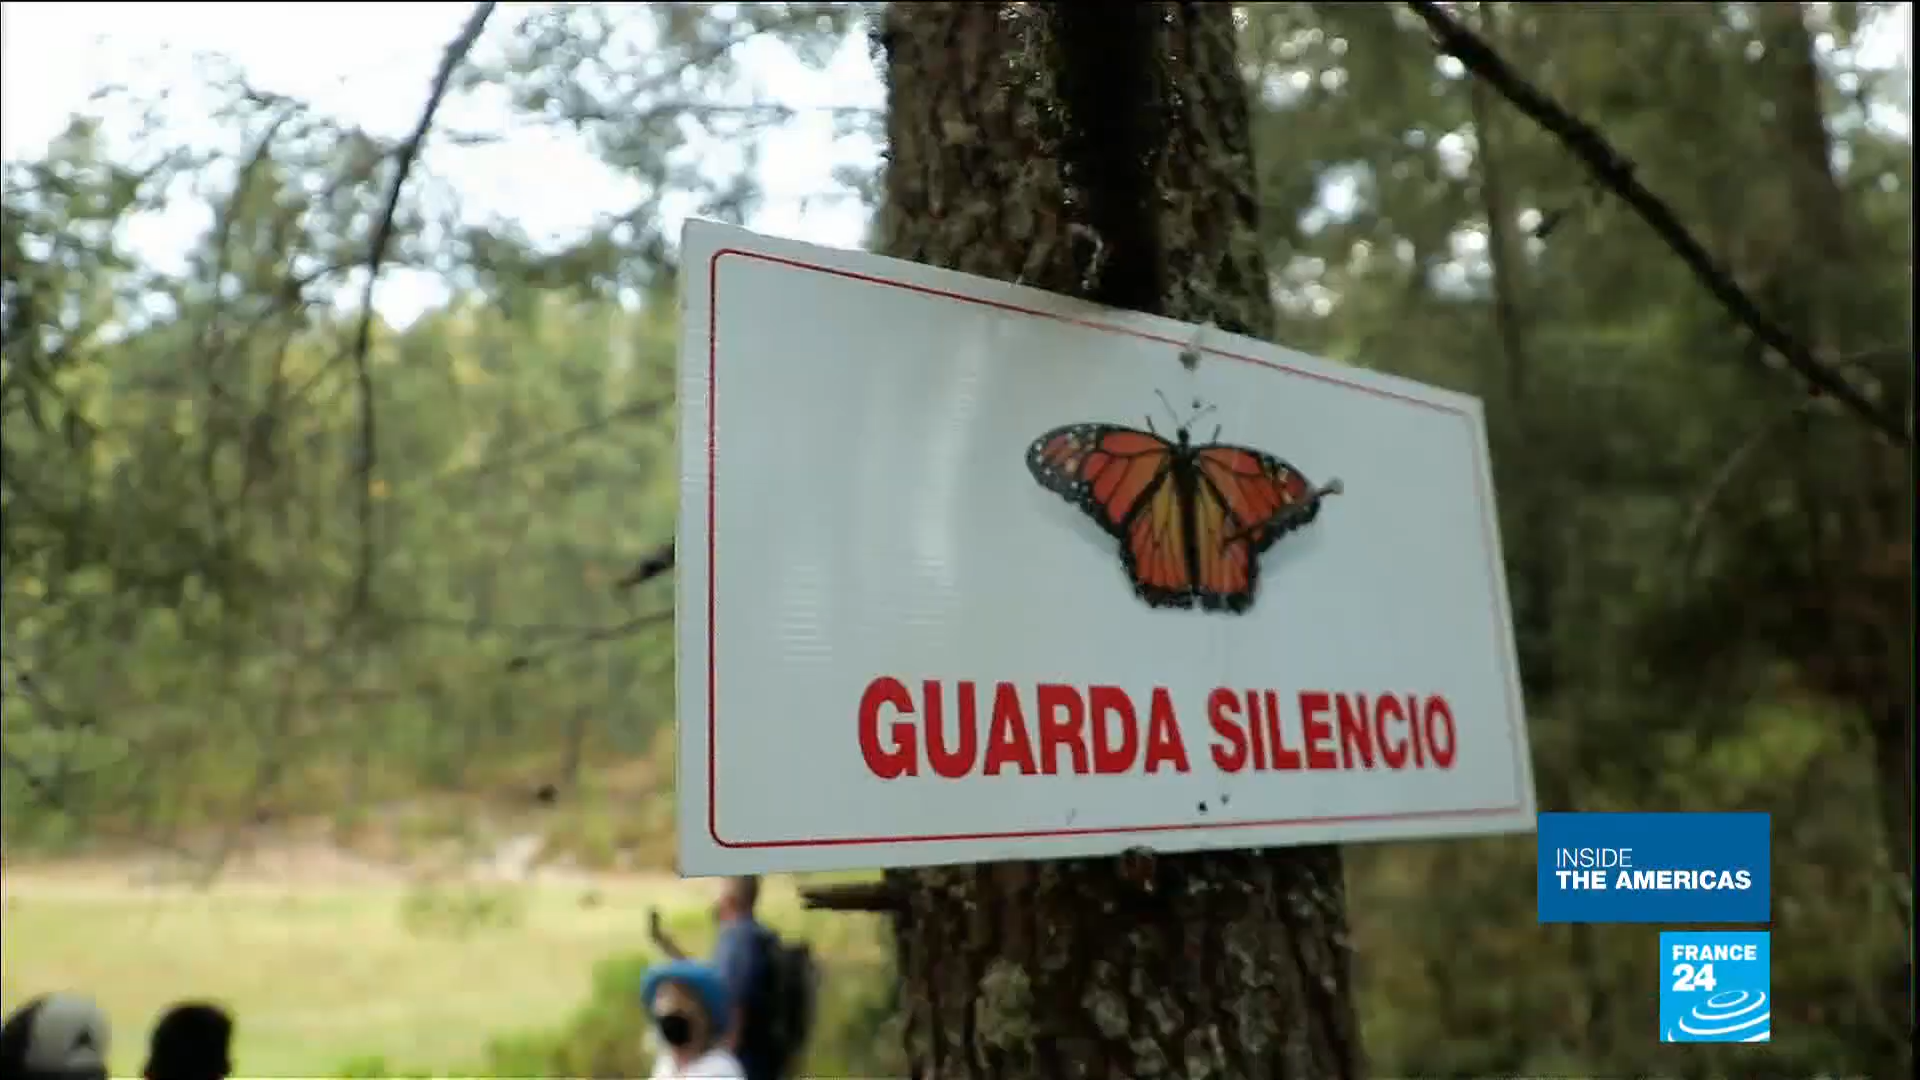 GUARDA SILENCIO
INSIDE
THE AMERICAS
FRANCE
24